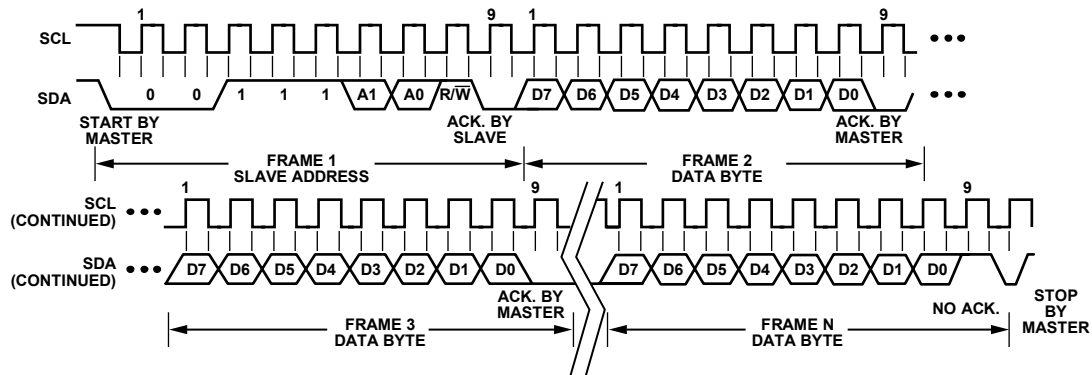 1 9 1 9
SCL
SDA 0 0 1 1 1 A1 A0 R/W̅ D7 D6 D5 D4 D3 D2 D1 D0
START BY
MASTER
ACK. BY
SLAVE
ACK. BY
MASTER
FRAME 1
SLAVE ADDRESS
FRAME 2
DATA BYTE
1 9 1 9
SCL
(CONTINUED)
SDA
(CONTINUED)
D7 D6 D5 D4 D3 D2 D1 D0 D7 D6 D5 D4 D3 D2 D1 D0
ACK. BY
MASTER
NO ACK.
STOP
BY
MASTER
FRAME 3
DATA BYTE
FRAME N
DATA BYTE